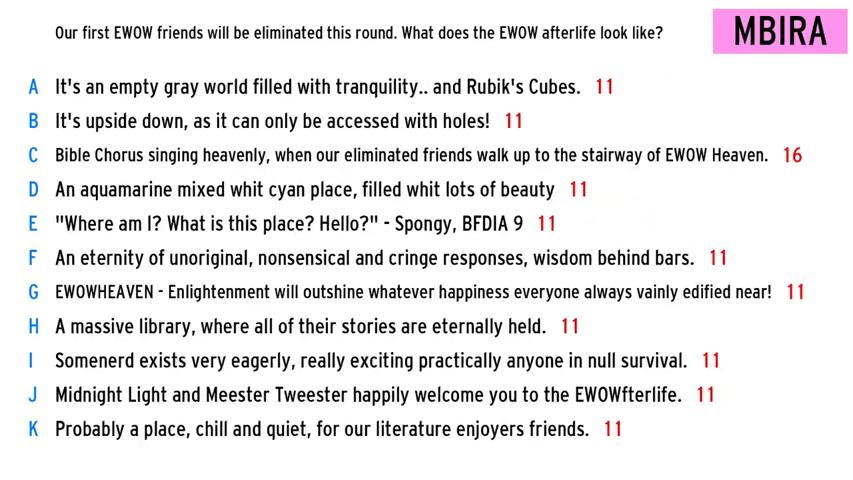 Our first EWOW friends will be eliminated this round. What does the EWOW afterlife look like?
MBIRA
A It's an empty gray world filled with tranquility.. and Rubik's Cubes. 11
B It's upside down, as it can only be accessed with holes! 11
C Bible Chorus singing heavenly, when our eliminated friends walk up to the stairway of EWOW Heaven. 16
D An aquamarine mixed whit cyan place, filled whit lots of beauty 11
E "Where am I? What is this place? Hello?" - Spongy, BFDIA 9 11
F An eternity of unoriginal, nonsensical and cringe responses, wisdom behind bars. 11
G EWOWHEAVEN - Enlightenment will outshine whatever happiness everyone always vainly edified near! 11
H A massive library, where all of their stories are eternally held. 11
I Somenerd exists very eagerly, really exciting practically anyone in null survival. 11
J Midnight Light and Meester Tweester happily welcome you to the EWOWfterlife. 11
K Probably a place, chill and quiet, for our literature enjoyers friends. 11